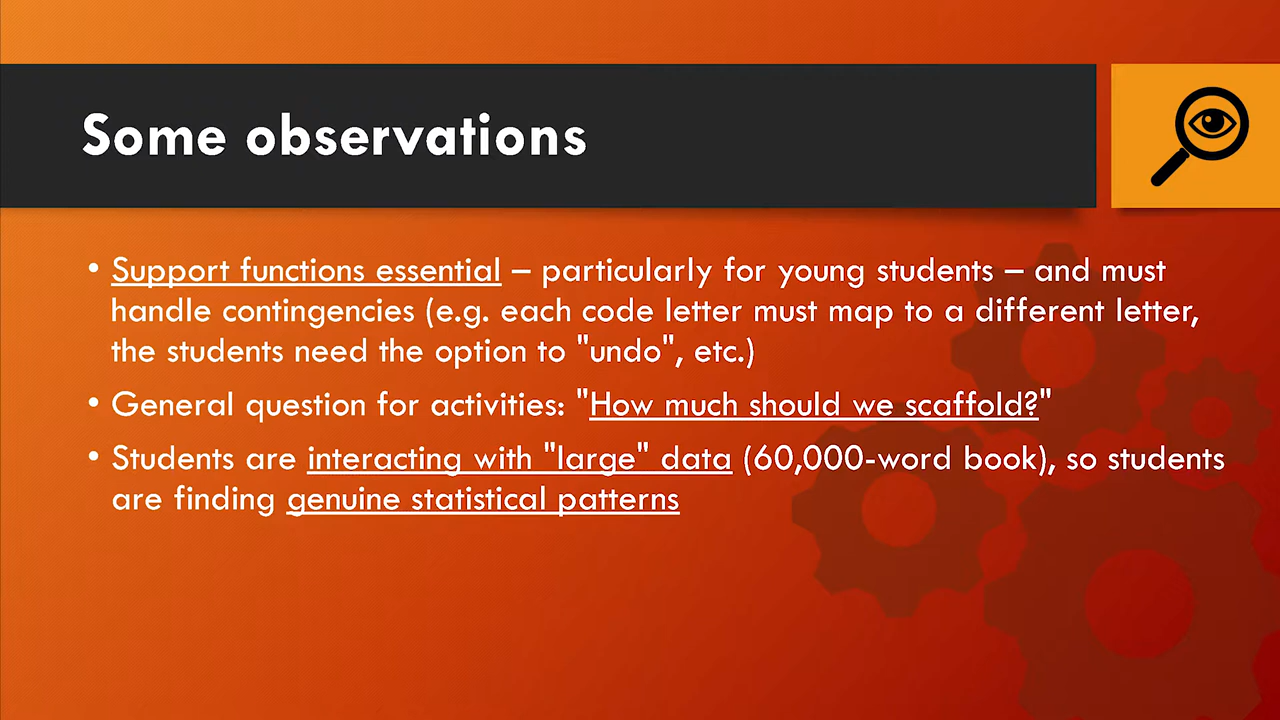 Some observations
• Support functions essential – particularly for young students – and must
handle contingencies (e.g. each code letter must map to a different letter,
the students need the option to "undo", etc.)
• General question for activities: "How much should we scaffold?"
• Students are interacting with "large" data (60,000-word book), so students
are finding genuine statistical patterns